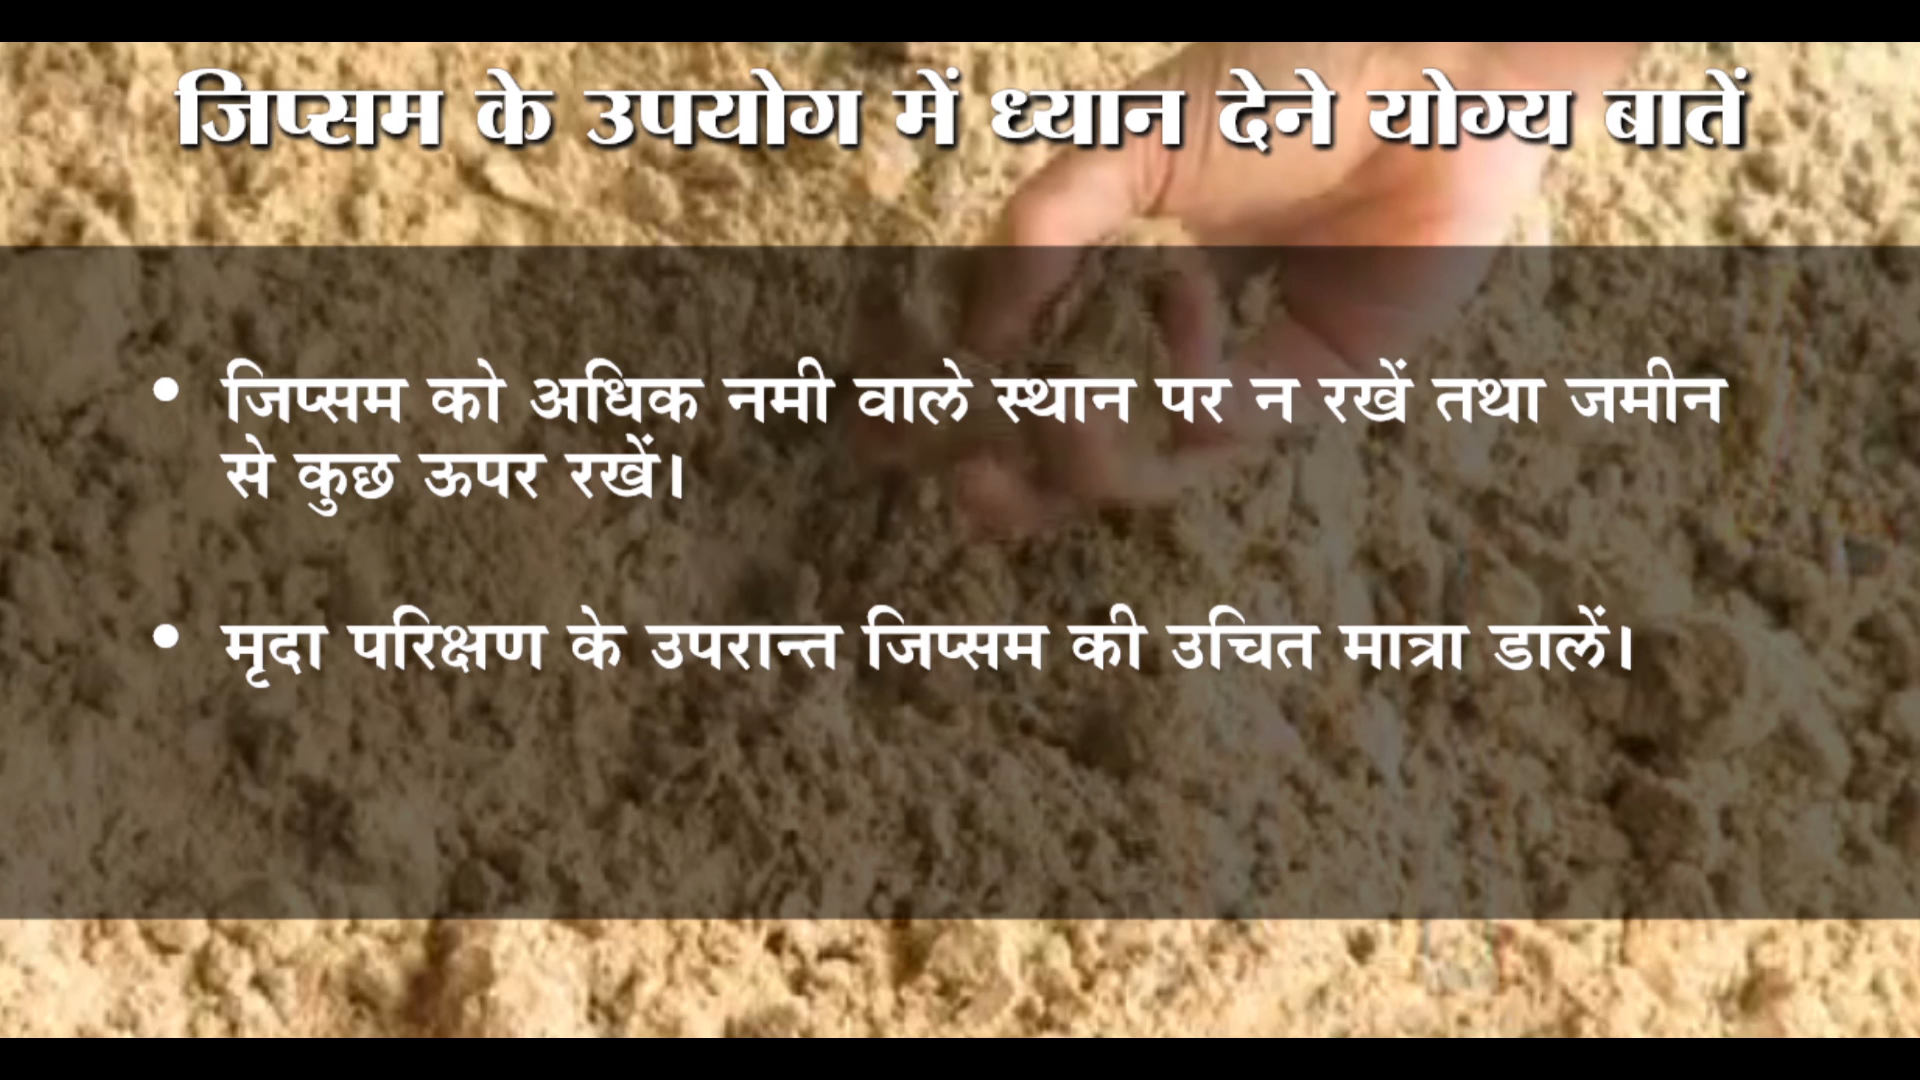 जिप्सम के उपयोग में ध्यान देने योग्य बातें
• जिप्सम को अधिक नमी वाले स्थान पर न रखें तथा जमीन
से कुछ ऊपर रखें।
• मृदा परिक्षण के उपरान्त जिप्सम की उचित मात्रा डालें।